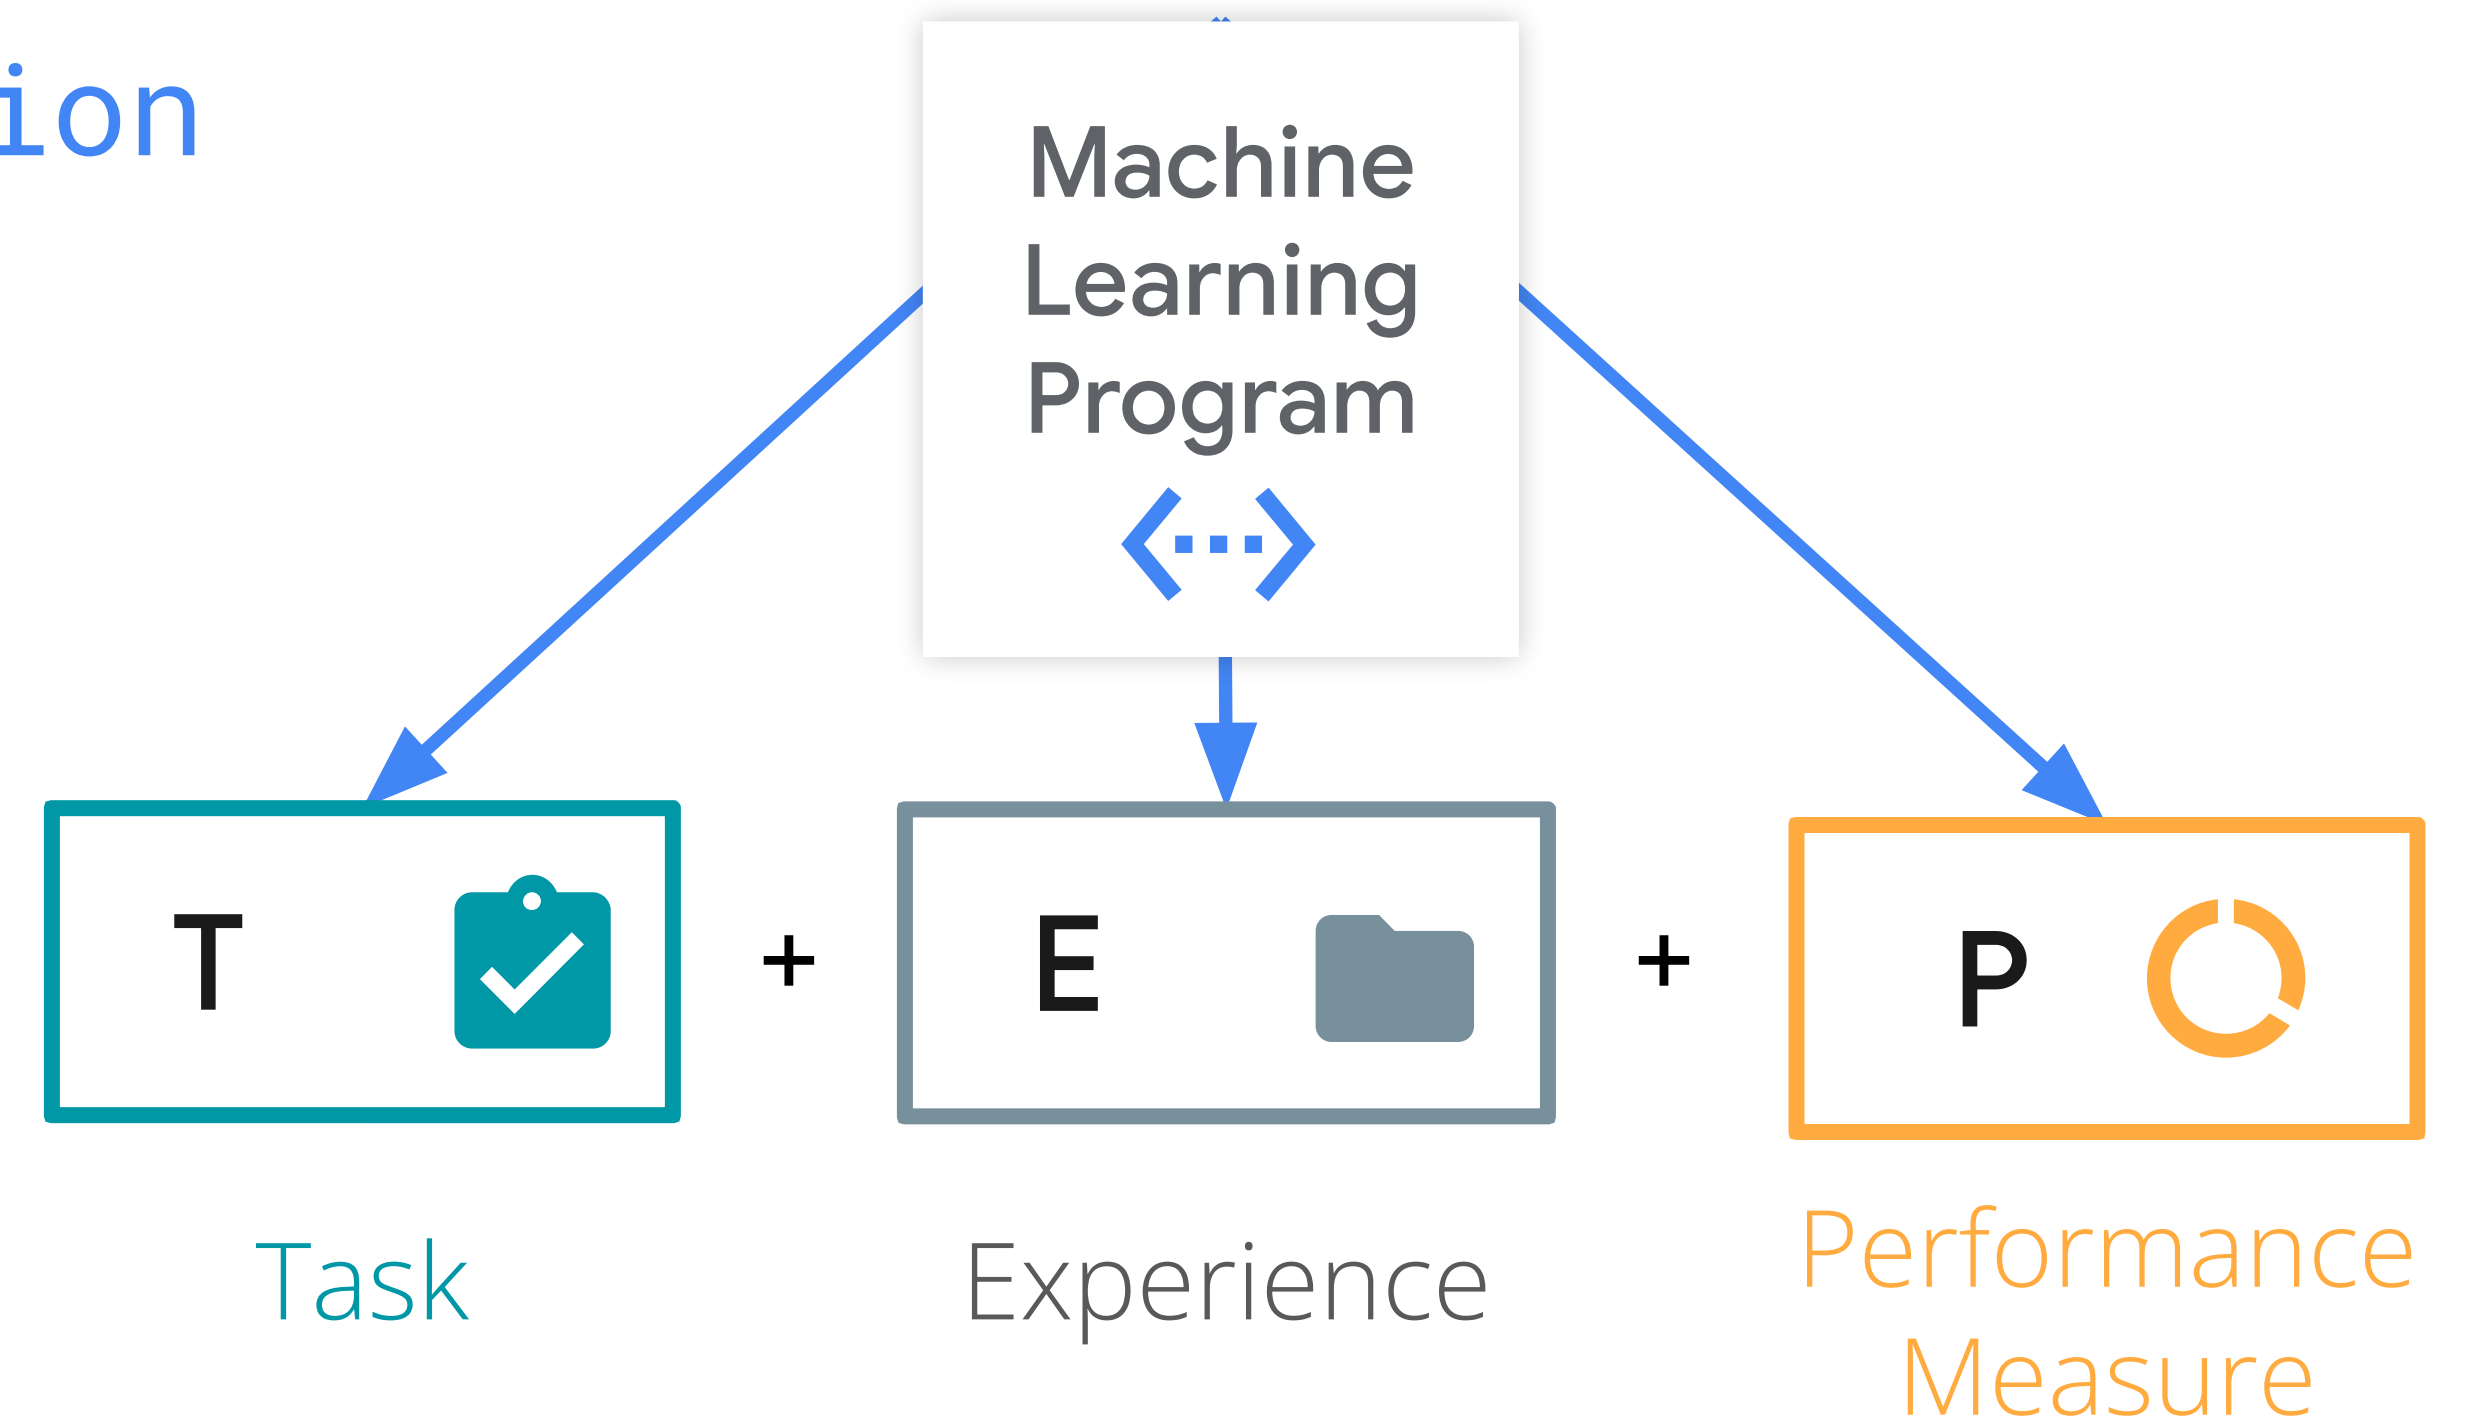 ion
Machine
Learning
Program
T + E + P
Task
Experience
Performance
Measure